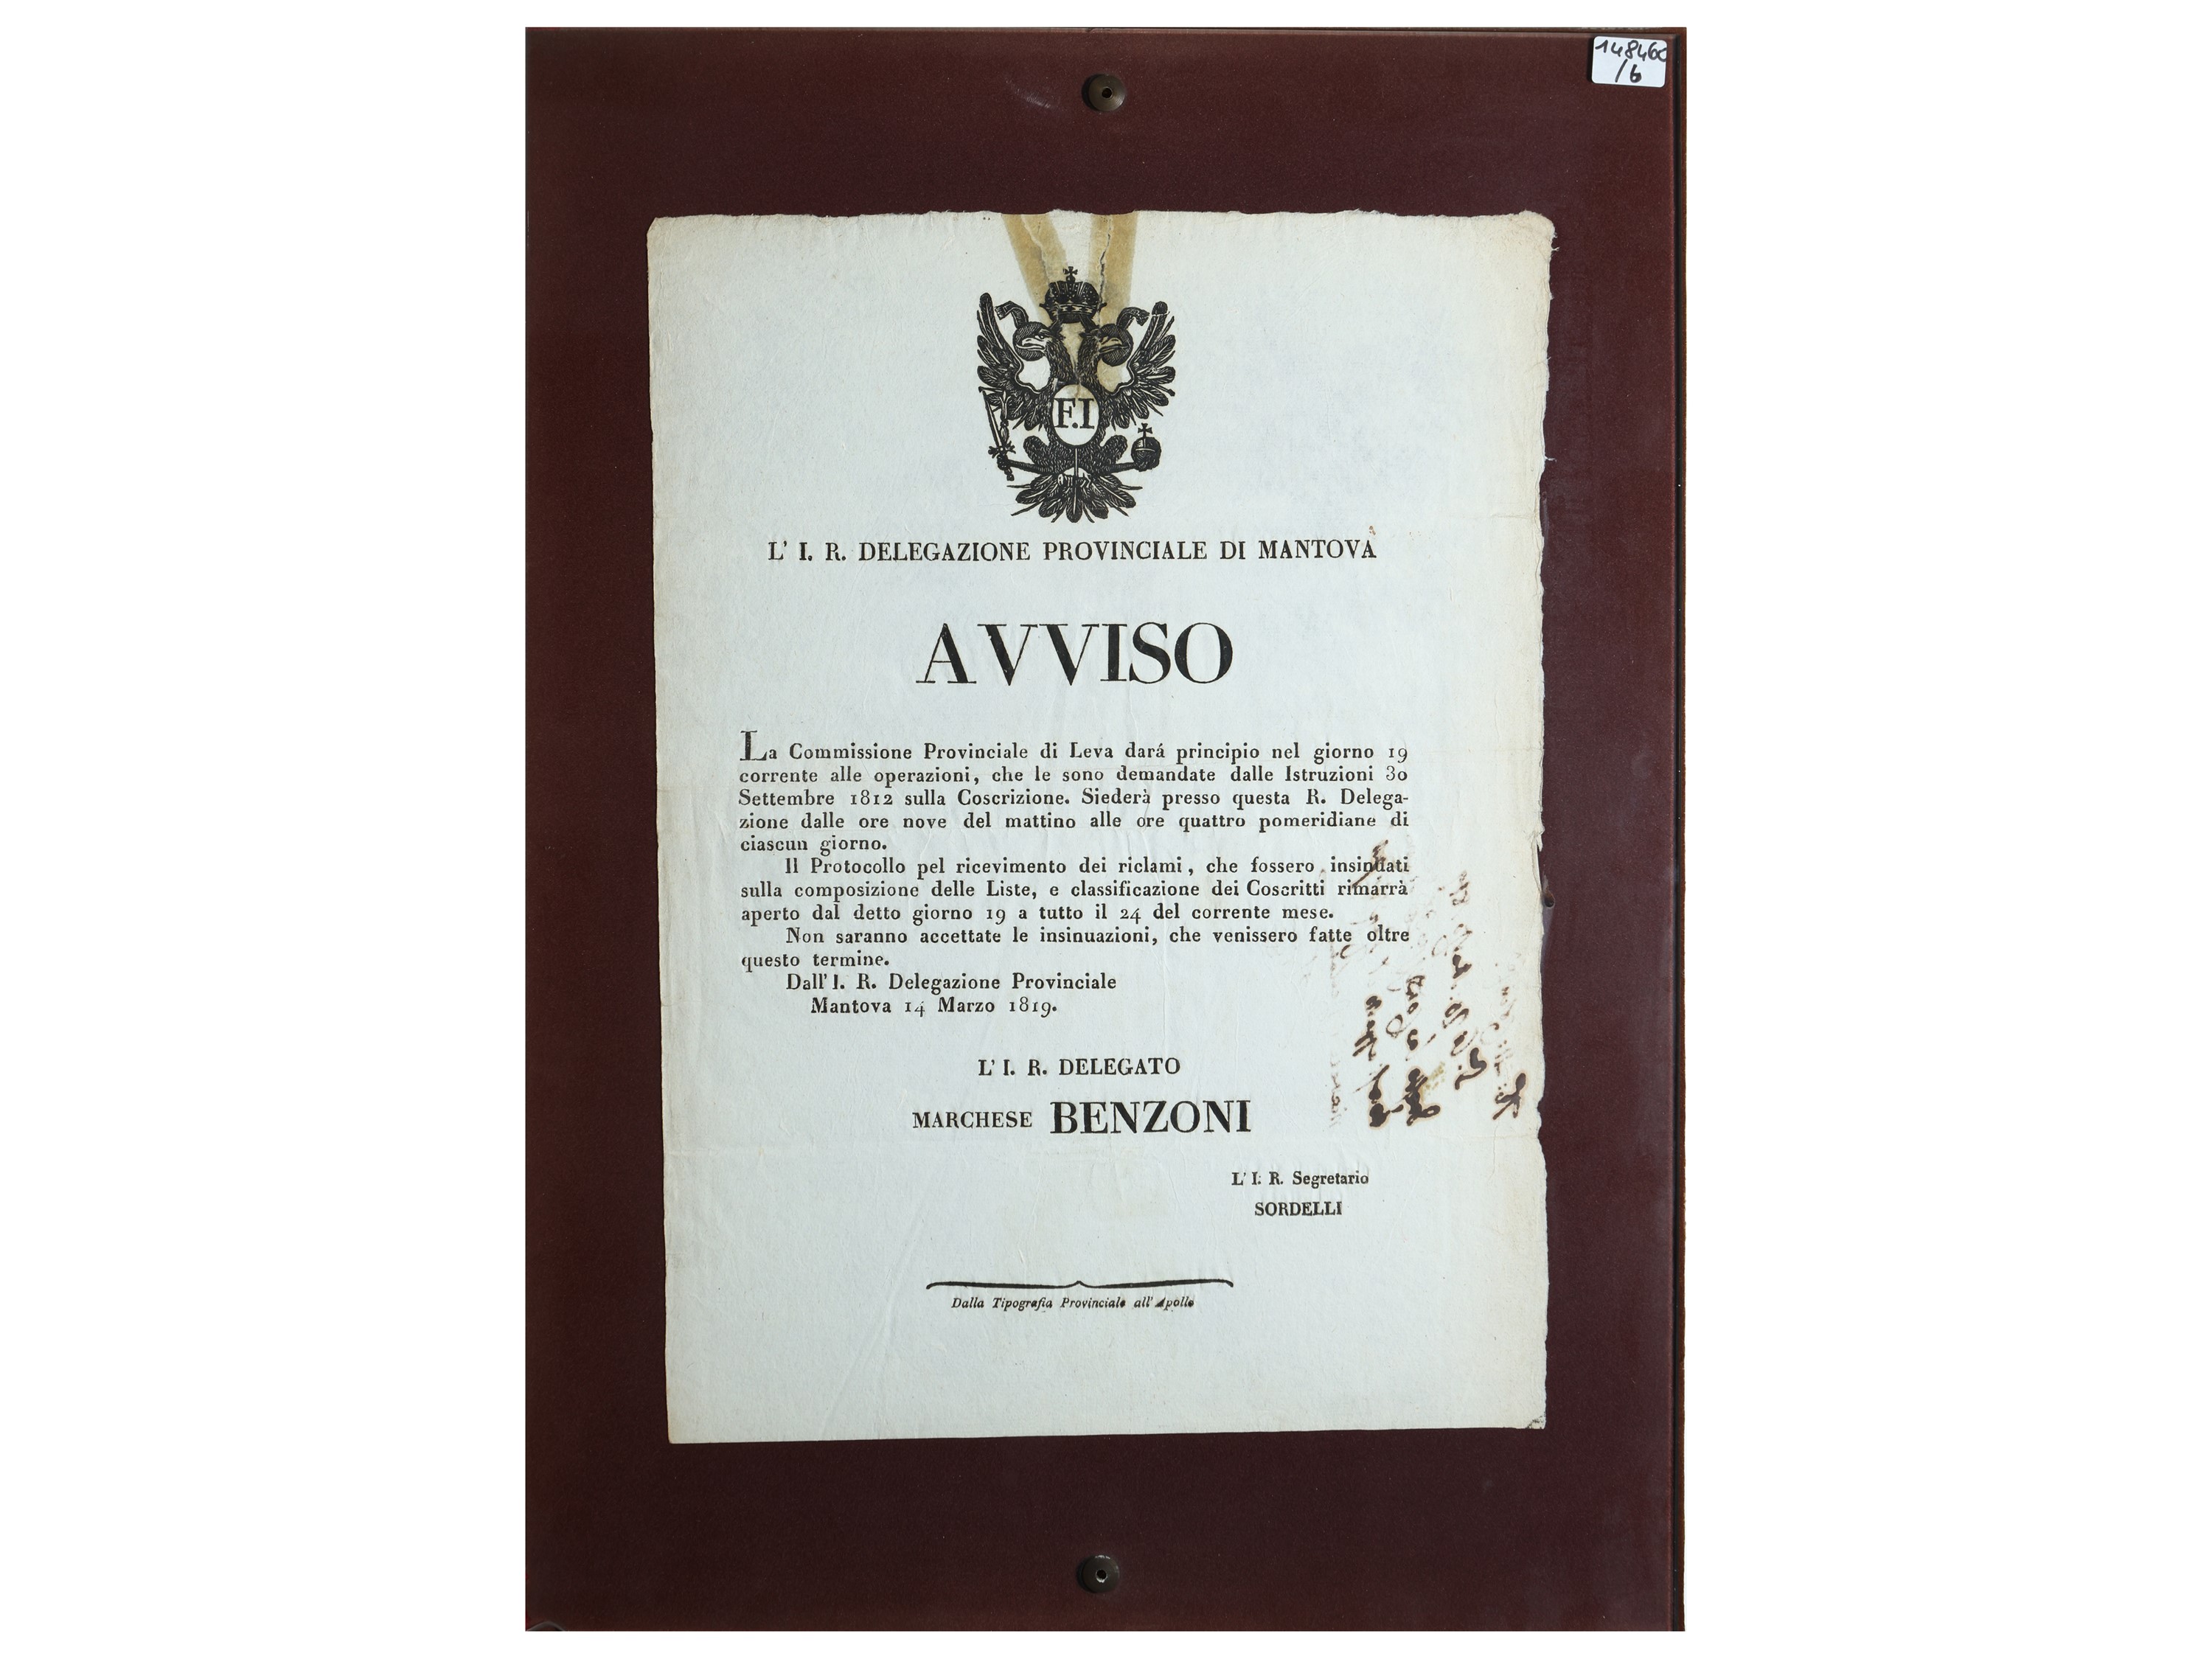 148460
/6
F.I
L' I. R. DELEGAZIONE PROVINCIALE DI MANTOVA
AVVISO
La Commissione Provinciale di Leva dará principio nel giorno 19
corrente alle operazioni, che le sono demandate dalle Istruzioni 30
Settembre 1812 sulla Coscrizione. Siederà presso questa R. Delega-
zione dalle ore nove del mattino alle ore quattro pomeridiane di
ciascun giorno.
Il Protocollo pel ricevimento dei riclami, che fossero insinuati
sulla composizione delle Liste, e classificazione dei Coscritti rimarrà
aperto dal detto giorno 19 a tutto il 24 del corrente mese.
Non saranno accettate le insinuazioni, che venissero fatte oltre
questo termine.
Dall' I. R. Delegazione Provinciale
Mantova 14 Marzo 1819.
L' I. R. DELEGATO
MARCHESE BENZONI
L' I. R. Segretario
SORDELLI
Dalla Tipografia Provinciale all' Apollo